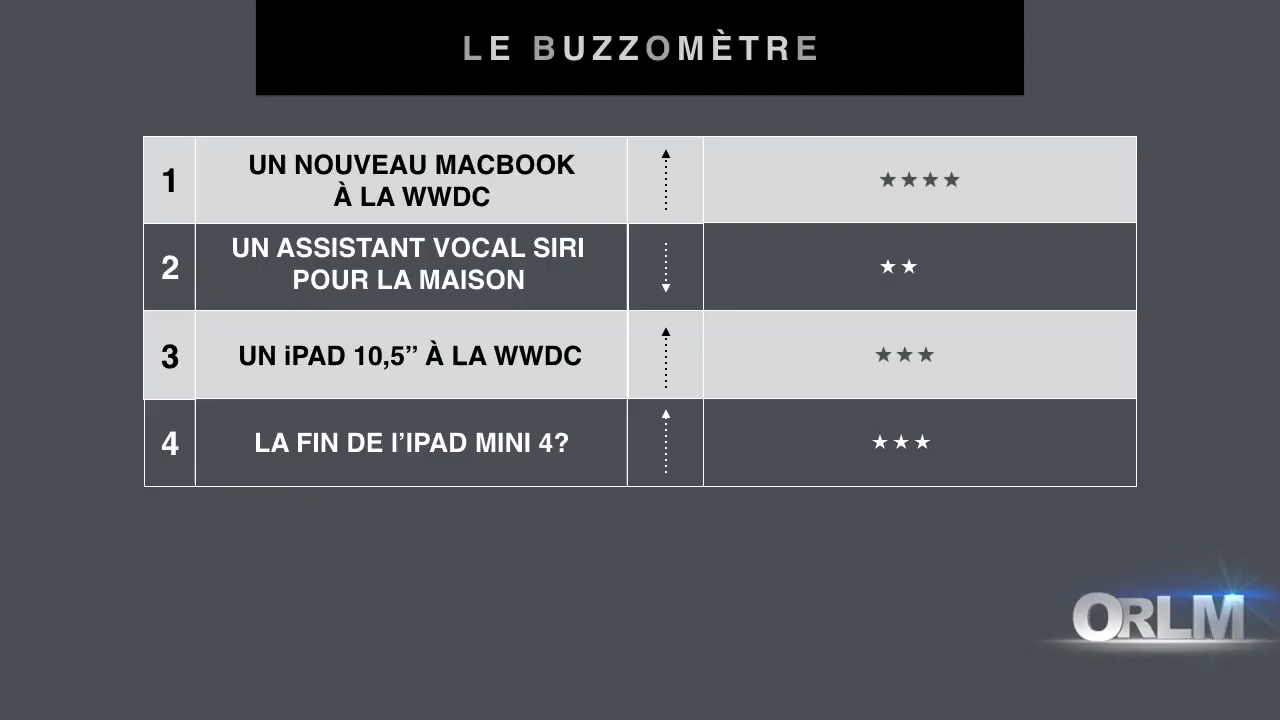 LE BUZZOMÈTRE
1
UN NOUVEAU MACBOOK
À LA WWDC
★★★★
2
UN ASSISTANT VOCAL SIRI
POUR LA MAISON
★★
3
UN iPAD 10,5” À LA WWDC
★★★
4
LA FIN DE l’IPAD MINI 4?
★★★
ORLM